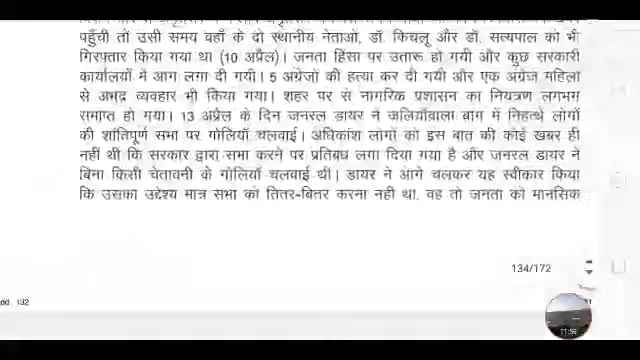 पहुँची तो उसी समय वहाँ के दो स्थानीय नेताओं, डॉ. किचलू और डॉ. सत्यपाल को भी
गिरफ्तार किया गया था (10 अप्रैल)। जनता हिंसा पर उतारू हो गयी और कुछ सरकारी
कार्यालयों में आग लगा दी गयी। 5 अंग्रेजों की हत्या कर दी गयी और एक अंग्रेज महिला
से अभद्र व्यवहार भी किया गया। शहर पर से नागरिक प्रशासन का नियंत्रण लगभग
समाप्त हो गया। 13 अप्रैल के दिन जनरल डायर ने जलियाँवाला बाग में निहत्थे लोगों
की शांतिपूर्ण सभा पर गोलियाँ चलवाई। अधिकांश लोगों को इस बात की कोई खबर ही
नहीं थी कि सरकार द्वारा सभा करने पर प्रतिबंध लगा दिया गया है और जनरल डायर ने
बिना किसी चेतावनी के गोलियाँ चलवाई थी। डायर ने आगे चलकर यह स्वीकार किया
कि उसका उद्देश्य मात्र सभा को तितर-बितर करना नहीं था, वह तो जनता को मानसिक
134/172
dd 132
11:56